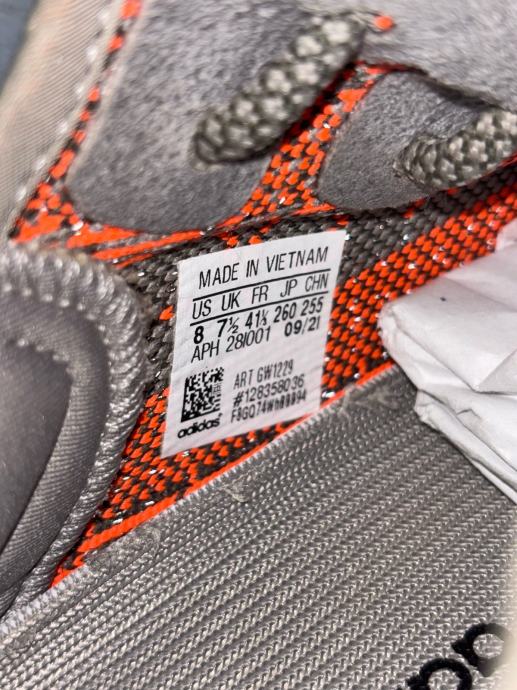 MADE IN VIETNAM
US UK FR JP CHN
8 7½ 41⅓ 260 255
APH 28I001 09/21
ART GW1229
#128358036
adidas